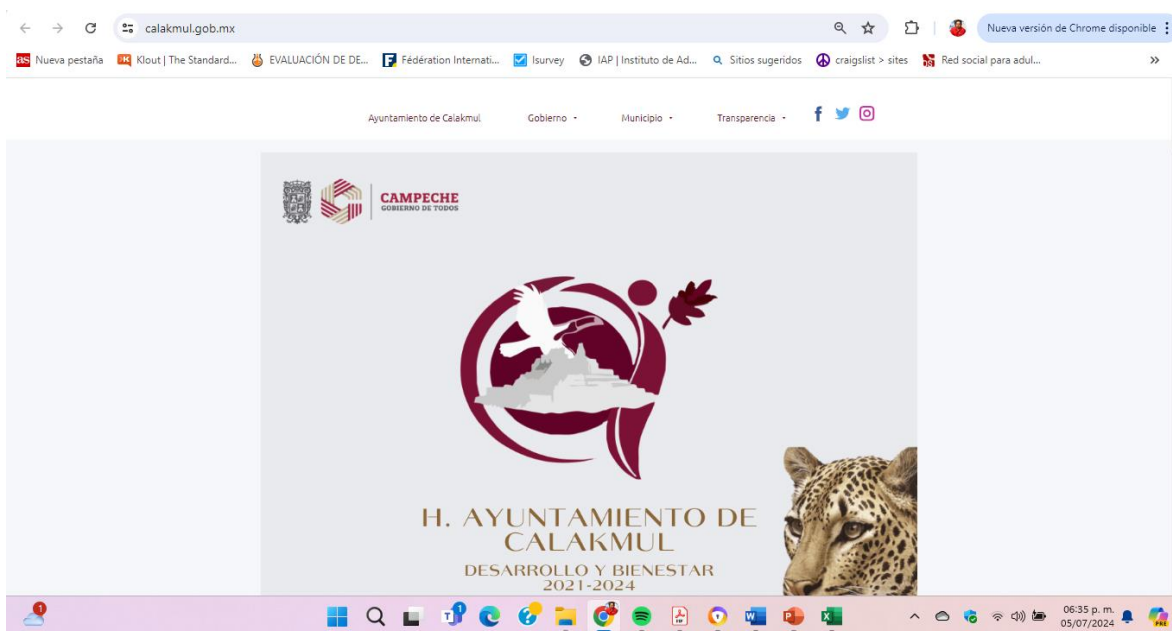 calakmul.gob.mx
Nueva versión de Chrome disponible
Nueva pestaña
Klout | The Standard...
EVALUACIÓN DE DE...
Fédération Internati...
Isurvey
IAP | Instituto de Ad...
Sitios sugeridos
craigslist > sites
Red social para adul...
Ayuntamiento de Calakmul
Gobierno
Municipio
Transparencia
CAMPECHE
GOBIERNO DE TODOS
H. AYUNTAMIENTO DE
CALAKMUL
DESARROLLO Y BIENESTAR
2021-2024
1
06:35 p. m.
05/07/2024